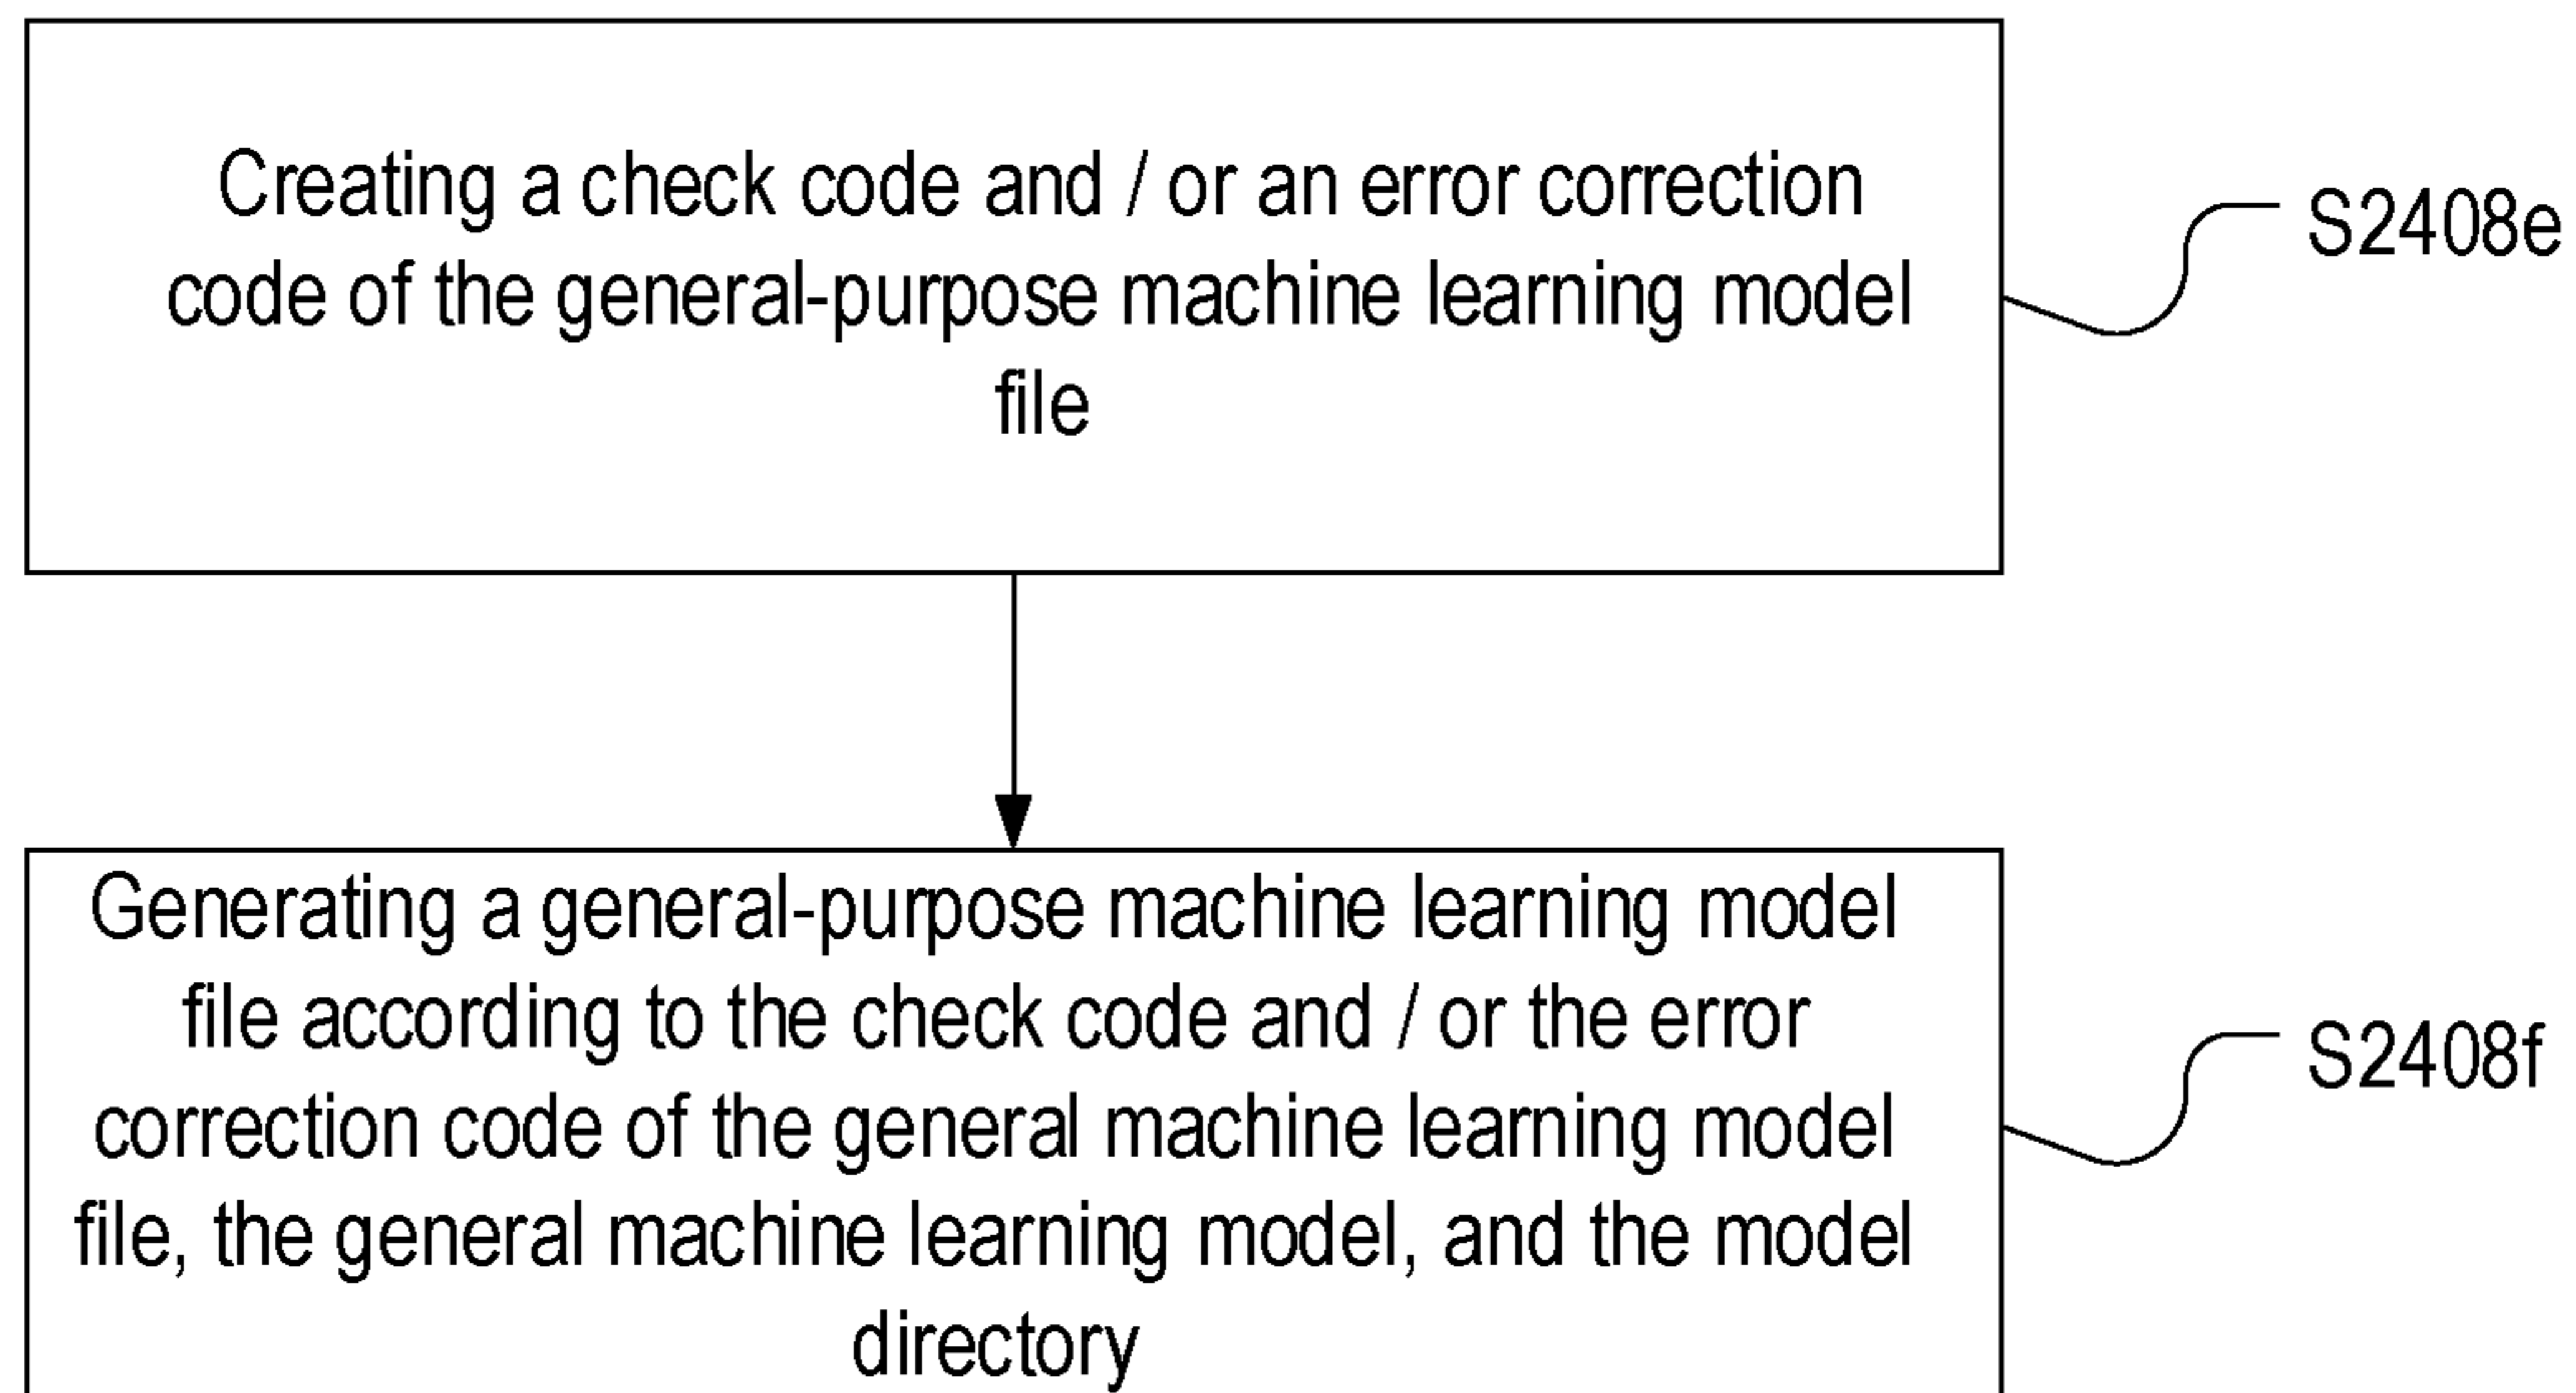 Creating a check code and / or an error correction
code of the general-purpose machine learning model
file
S2408e
Generating a general-purpose machine learning model
file according to the check code and / or the error
correction code of the general machine learning model
file, the general machine learning model, and the model
directory
S2408f